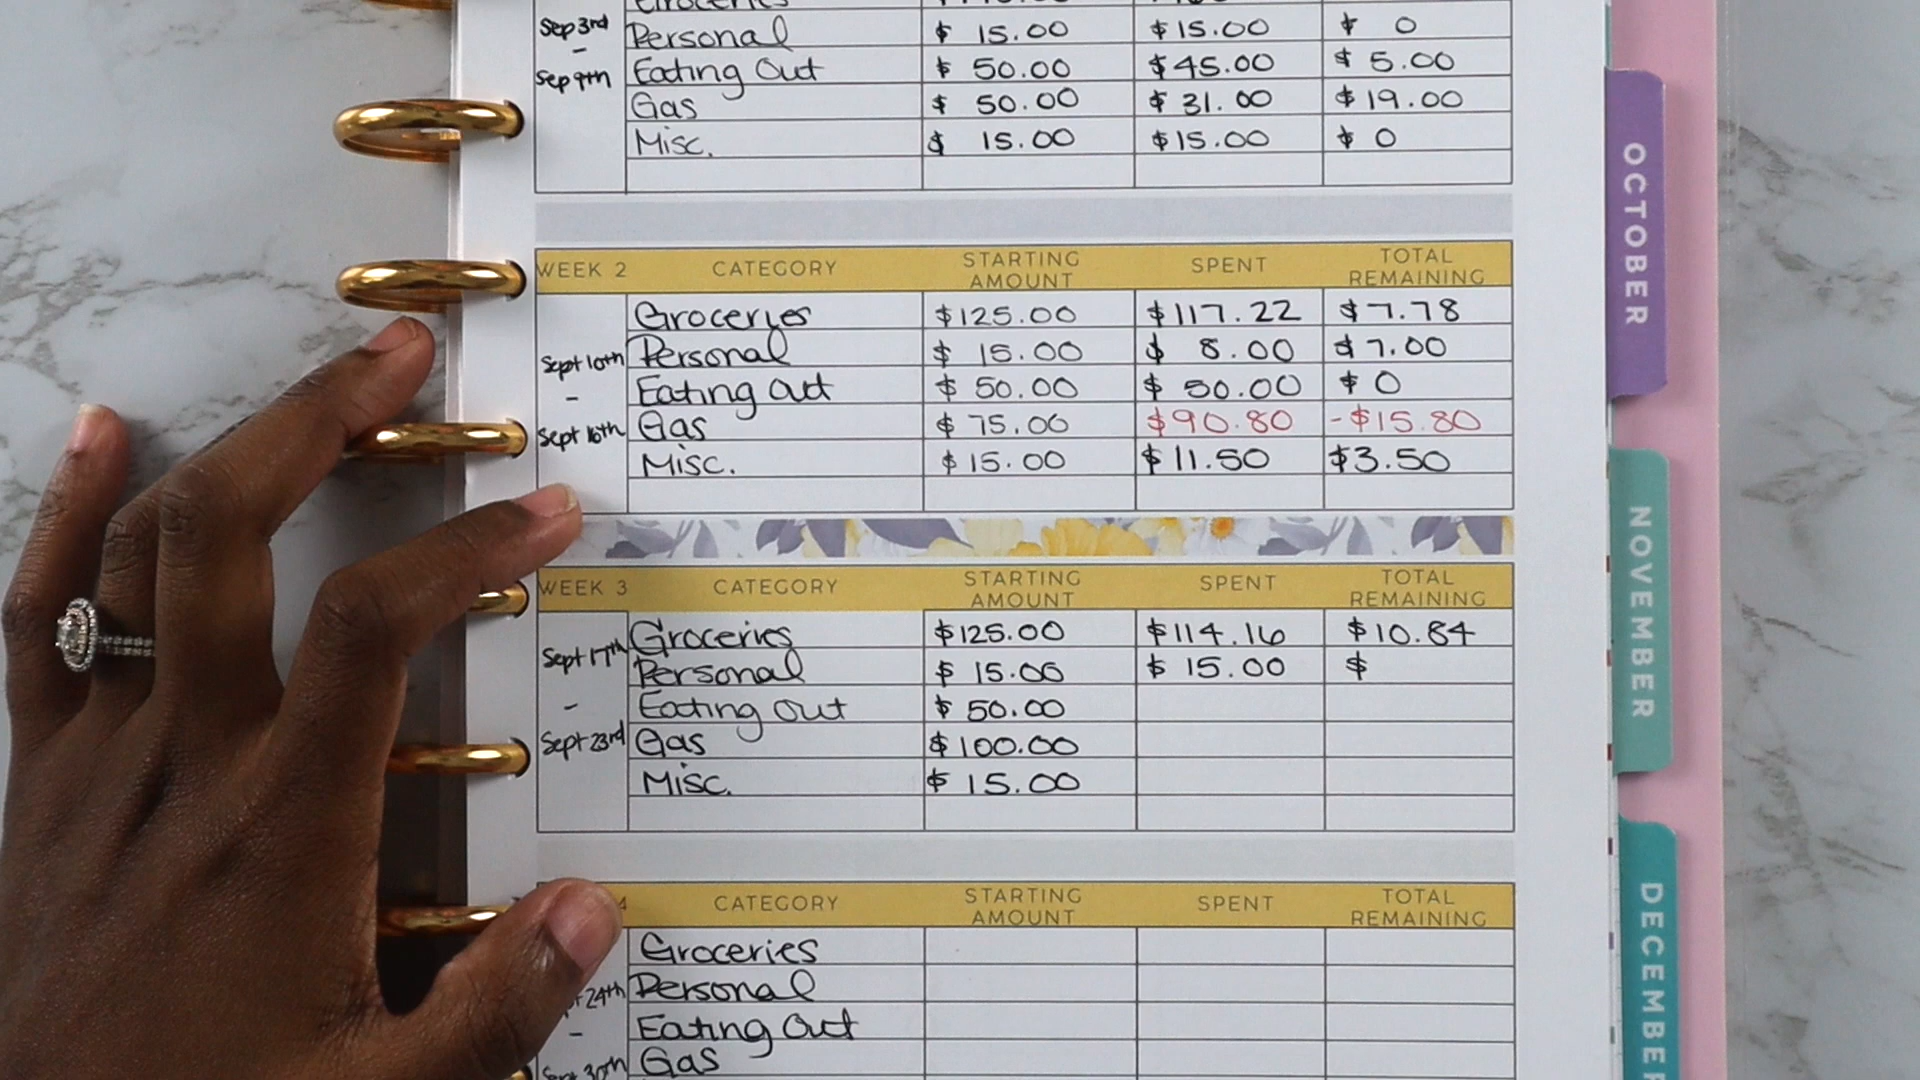 Groceries
Sep 3rd Personal $ 15.00 $15.00 $ 0
-
Eating Out $ 50.00 $45.00 $ 5.00
Sep 9th
Gas $ 50.00 $ 31.00 $19.00
Misc. $ 15.00 $15.00 $ 0
WEEK 2 CATEGORY STARTING AMOUNT SPENT TOTAL REMAINING
Groceries $125.00 $117.22 $7.78
Sept 10th Personal $ 15.00 $ 8.00 $7.00
- Eating out $ 50.00 $ 50.00 $ 0
Sept 16th Gas $ 75.00 $90.80 -$15.80
Misc. $ 15.00 $ 11.50 $3.50
WEEK 3 CATEGORY STARTING AMOUNT SPENT TOTAL REMAINING
Groceries $125.00 $114.16 $10.84
Sept 17th Personal $ 15.00 $ 15.00 $
- Eating out $ 50.00
Sept 23rd Gas $100.00
Misc. $ 15.00
4 CATEGORY STARTING AMOUNT SPENT TOTAL REMAINING
Groceries
24th Personal
- Eating Out
Sept 30th Gas
OCTOBER
NOVEMBER
DECEMBER